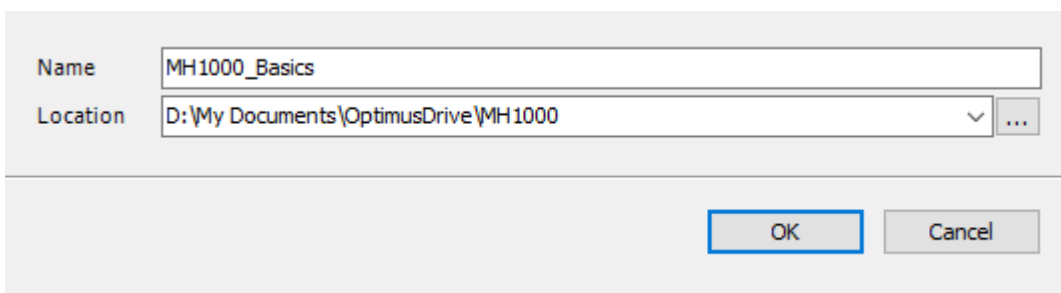 Name MH1000_Basics
Location D:\My Documents\OptimusDrive\MH1000 ...
OK Cancel